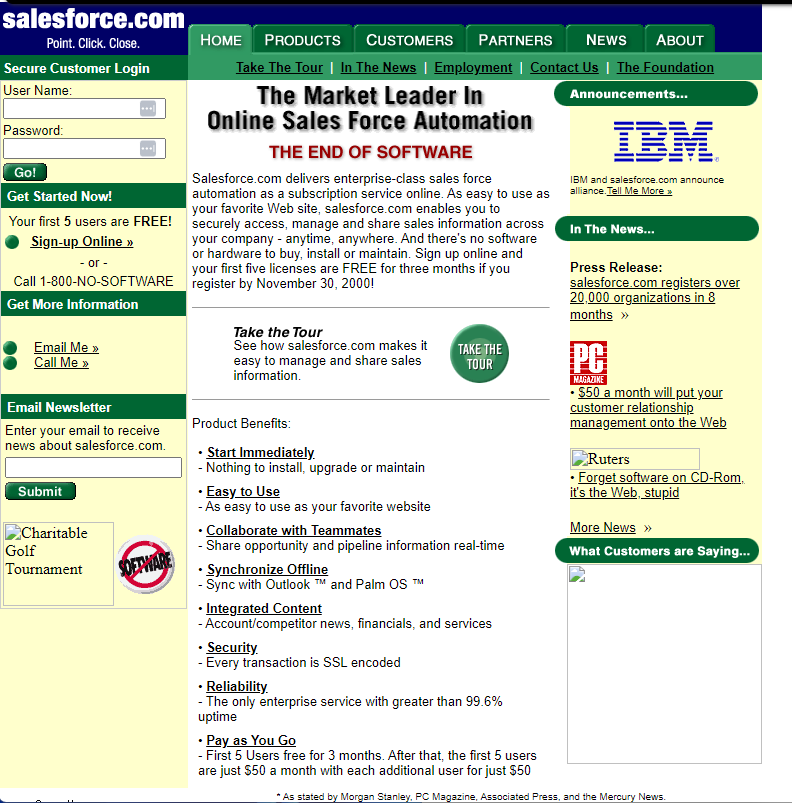 salesforce.com
Point. Click. Close.
HOME
PRODUCTS
CUSTOMERS
PARTNERS
NEWS
ABOUT
Take The Tour | In The News | Employment | Contact Us | The Foundation
Secure Customer Login
User Name:
Password:
Go!
Get Started Now!
Your first 5 users are FREE!
Sign-up Online »
- or -
Call 1-800-NO-SOFTWARE
Get More Information
Email Me »
Call Me »
Email Newsletter
Enter your email to receive
news about salesforce.com.
Submit
Charitable
Golf
Tournament
SOFTWARE
The Market Leader In
Online Sales Force Automation
THE END OF SOFTWARE
Salesforce.com delivers enterprise-class sales force
automation as a subscription service online. As easy to use as
your favorite Web site, salesforce.com enables you to
securely access, manage and share sales information across
your company - anytime, anywhere. And there's no software
or hardware to buy, install or maintain. Sign up online and
your first five licenses are FREE for three months if you
register by November 30, 2000!
Take the Tour
See how salesforce.com makes it
easy to manage and share sales
information.
TAKE THE
TOUR
Product Benefits:
• Start Immediately
- Nothing to install, upgrade or maintain
• Easy to Use
- As easy to use as your favorite website
• Collaborate with Teammates
- Share opportunity and pipeline information real-time
• Synchronize Offline
- Sync with Outlook ™ and Palm OS ™
• Integrated Content
- Account/competitor news, financials, and services
• Security
- Every transaction is SSL encoded
• Reliability
- The only enterprise service with greater than 99.6%
uptime
• Pay as You Go
- First 5 Users free for 3 months. After that, the first 5 users
are just $50 a month with each additional user for just $50
* As stated by Morgan Stanley, PC Magazine, Associated Press, and the Mercury News.
Announcements...
IBM
IBM and salesforce.com announce
alliance.Tell Me More »
In The News...
Press Release:
salesforce.com registers over
20,000 organizations in 8
months »
PC
MAGAZINE
• $50 a month will put your
customer relationship
management onto the Web
Ruters
• Forget software on CD-Rom,
it's the Web, stupid
More News »
What Customers are Saying...